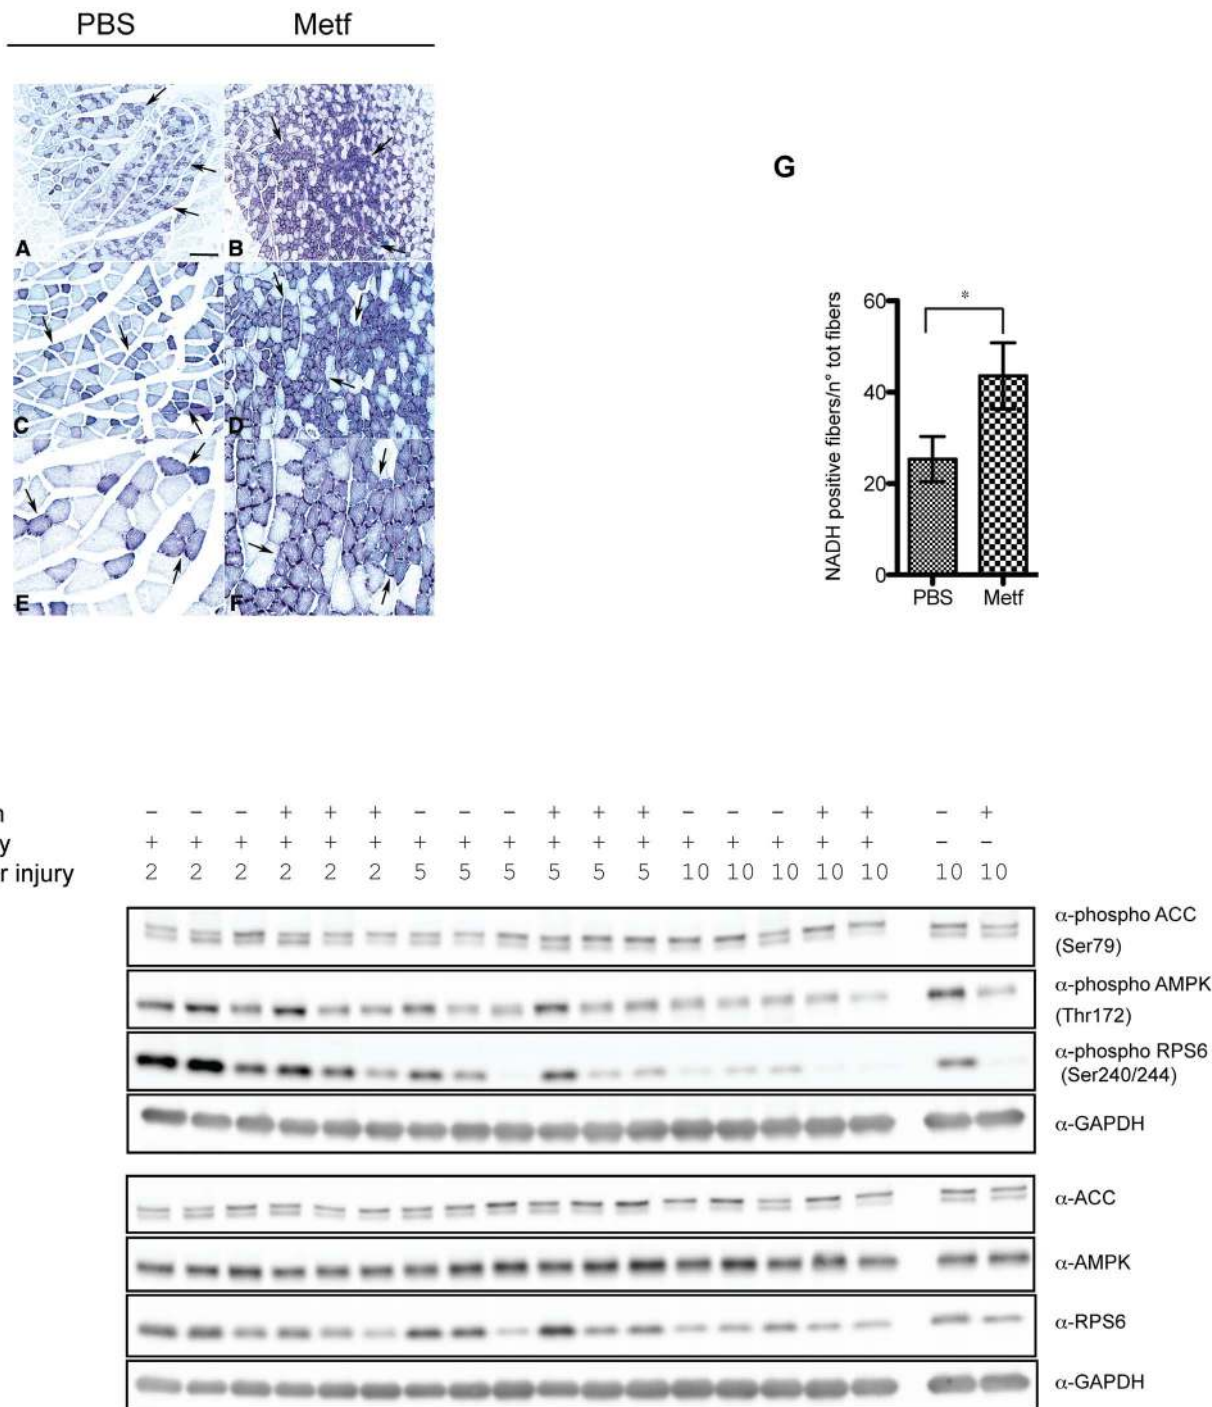 PBS Metf
A B
C D
E F
G
NADH positive fibers/n° tot fibers
60
*
40
20
0
PBS Metf
n − − − + + + − − − + + + − − − + + − +
y + + + + + + + + + + + + + + + + + − −
r injury 2 2 2 2 2 2 5 5 5 5 5 5 10 10 10 10 10 10 10
α-phospho ACC
(Ser79)
α-phospho AMPK
(Thr172)
α-phospho RPS6
(Ser240/244)
α-GAPDH
α-ACC
α-AMPK
α-RPS6
α-GAPDH